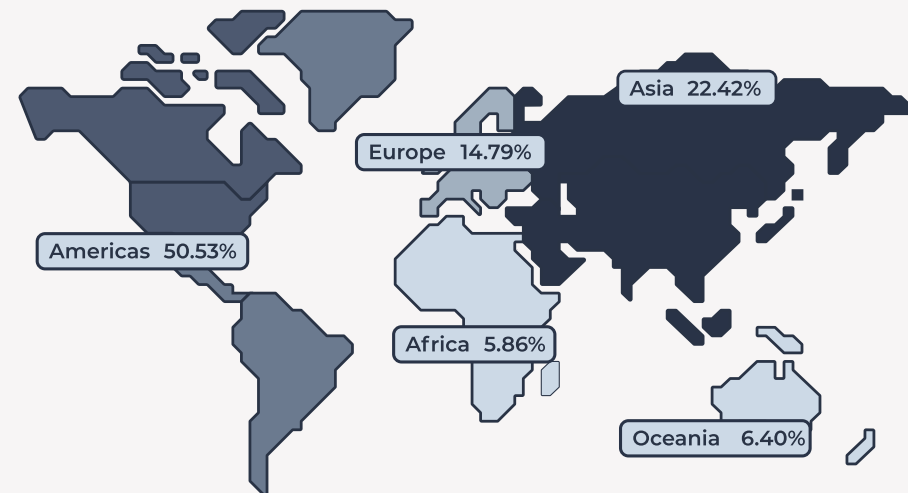 Asia 22.42%
Europe 14.79%
Americas 50.53%
Africa 5.86%
Oceania 6.40%